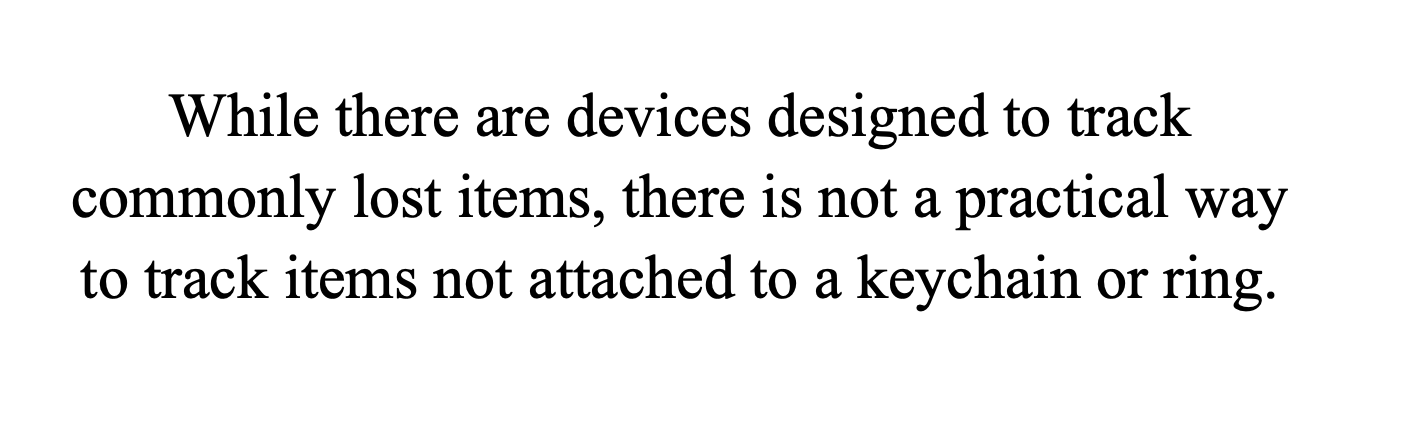 While there are devices designed to track
commonly lost items, there is not a practical way
to track items not attached to a keychain or ring.